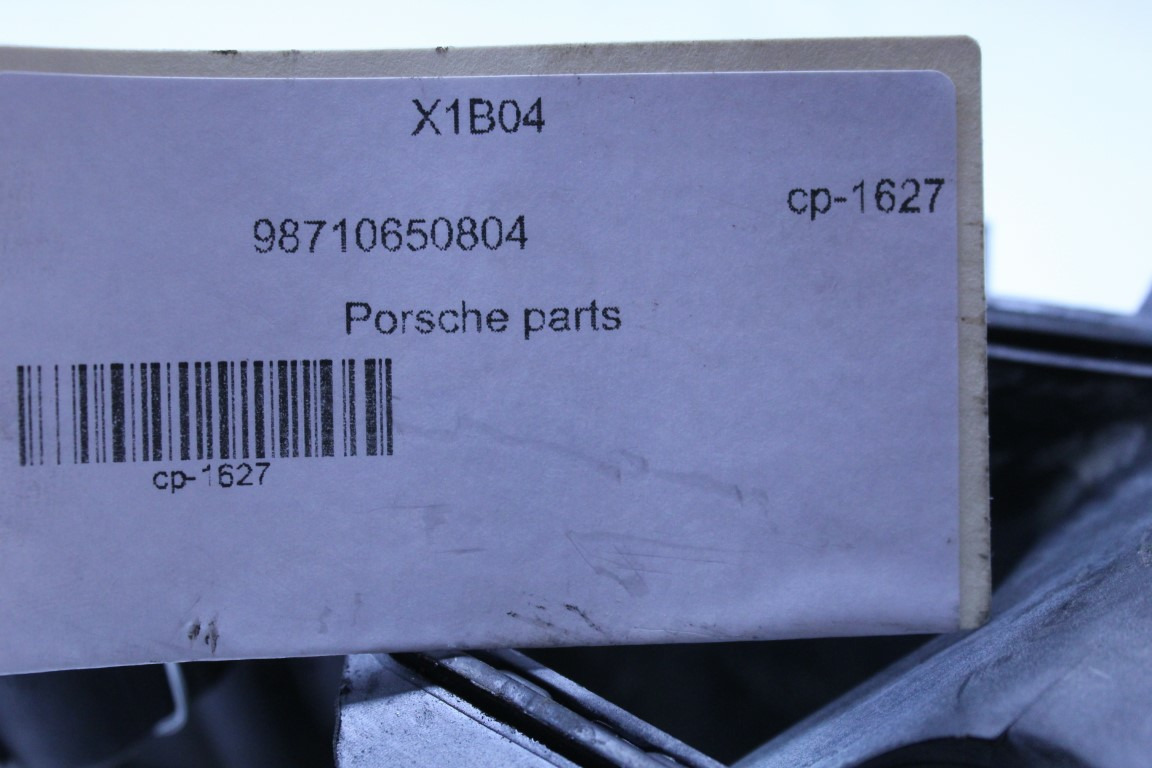 X1B04
cp-1627
98710650804
Porsche parts
cp-1627